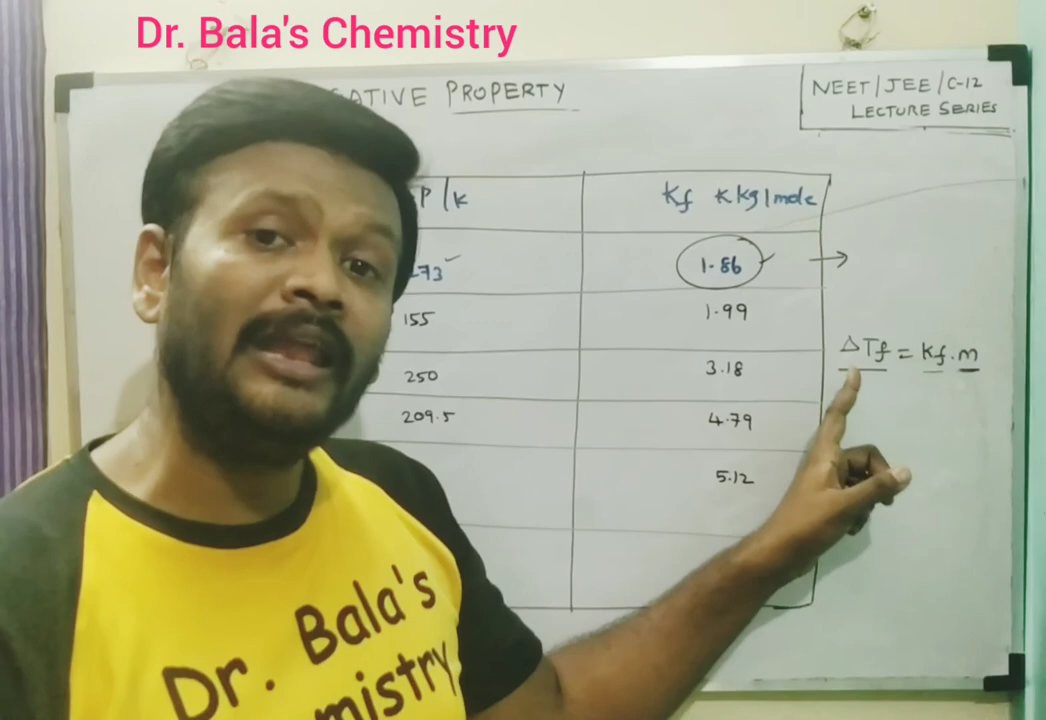 Dr. Bala's Chemistry
ATIVE PROPERTY
NEET/JEE/C-12
LECTURE SERIES
P/K Kf K kg/mole
273 1.86
155 1.99
250 3.18
209.5 4.79
5.12
ΔTf = Kf.m
Dr. Bala's
mistry